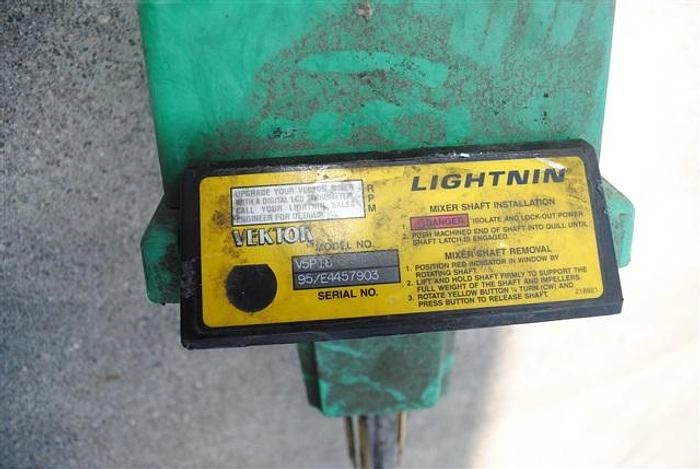 UPGRADE YOUR VEKTOR MIXER
WITH A DIGITAL LCD TACHOMETER
CALL YOUR LIGHTNIN SALES
ENGINEER FOR DETAILS
RPM
VEKTOR
MODEL NO.
V5P18
95/E4457903
SERIAL NO.
LIGHTNIN
MIXER SHAFT INSTALLATION
1. DANGER ISOLATE AND LOCK-OUT POWER.
2. PUSH MACHINED END OF SHAFT INTO QUILL UNTIL
SHAFT LATCH IS ENGAGED.
MIXER SHAFT REMOVAL
1. POSITION RED INDICATOR IN WINDOW BY
ROTATING SHAFT.
2. LIFT AND HOLD SHAFT FIRMLY TO SUPPORT THE
FULL WEIGHT OF THE SHAFT AND IMPELLERS.
3. ROTATE YELLOW BUTTON ¼ TURN (CW) AND
PRESS BUTTON TO RELEASE SHAFT.